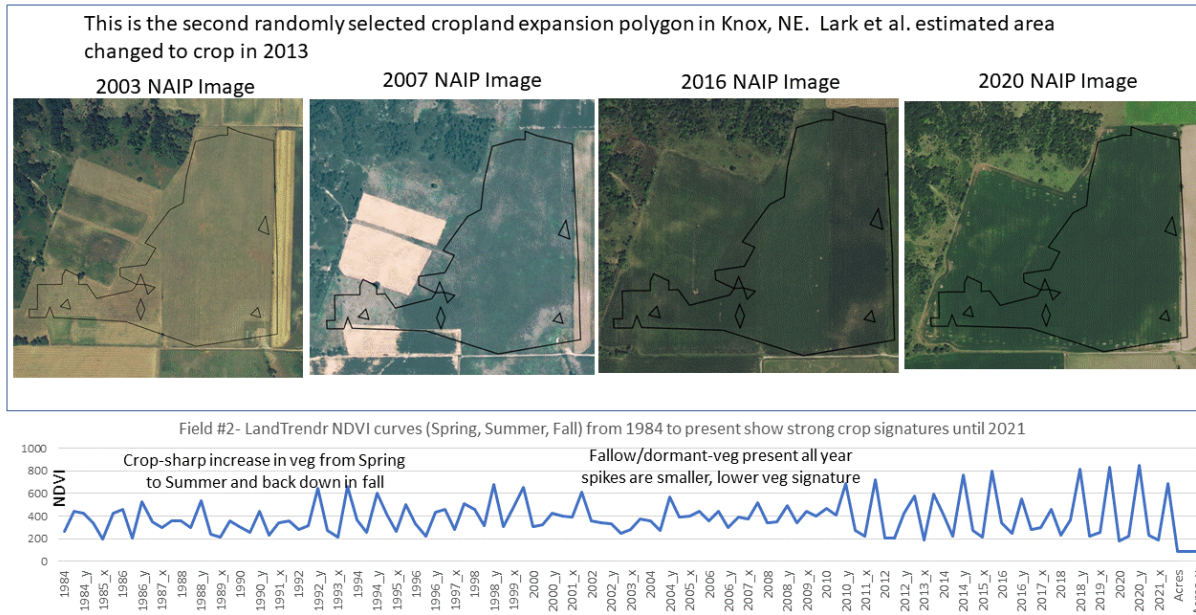 This is the second randomly selected cropland expansion polygon in Knox, NE.  Lark et al. estimated area
changed to crop in 2013
2003 NAIP Image
2007 NAIP Image
2016 NAIP Image
2020 NAIP Image
Field #2- LandTrendr NDVI curves (Spring, Summer, Fall) from 1984 to present show strong crop signatures until 2021
Crop-sharp increase in veg from Spring
to Summer and back down in fall
Fallow/dormant-veg present all year
spikes are smaller, lower veg signature
NDVI
1000
800
600
400
200
0
1984
1984_y
1985_x
1986
1986_y
1987_x
1988
1988_y
1989_x
1990
1990_y
1991_x
1992
1992_y
1993_x
1994
1994_y
1995_x
1996
1996_y
1997_x
1998
1998_y
1999_x
2000
2000_y
2001_x
2002
2002_y
2003_x
2004
2004_y
2005_x
2006
2006_y
2007_x
2008
2008_y
2009_x
2010
2010_y
2011_x
2012
2012_y
2013_x
2014
2014_y
2015_x
2016
2016_y
2017_x
2018
2018_y
2019_x
2020
2020_y
2021_x
Acres